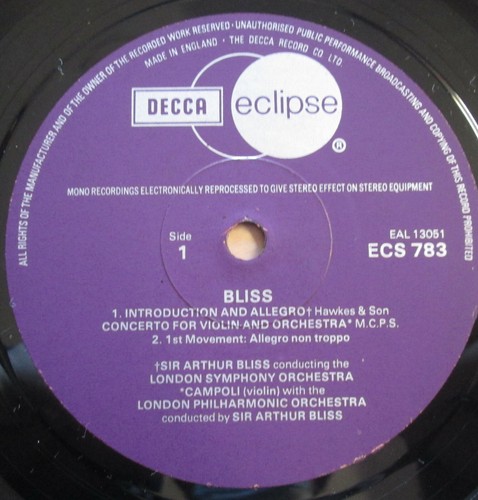 ALL RIGHTS OF THE MANUFACTURER AND OF THE OWNER OF THE RECORDED WORK RESERVED · UNAUTHORISED PUBLIC PERFORMANCE BROADCASTING AND COPYING OF THIS RECORD PROHIBITED
MADE IN ENGLAND · THE DECCA RECORD CO LTD.
DECCA eclipse ®
MONO RECORDINGS ELECTRONICALLY REPROCESSED TO GIVE STEREO EFFECT ON STEREO EQUIPMENT
Side
1
EAL 13051
ECS 783
BLISS
1. INTRODUCTION AND ALLEGRO† Hawkes & Son
CONCERTO FOR VIOLIN AND ORCHESTRA* M.C.P.S.
2. 1st Movement: Allegro non troppo
†SIR ARTHUR BLISS conducting the
LONDON SYMPHONY ORCHESTRA
*CAMPOLI (violin) with the
LONDON PHILHARMONIC ORCHESTRA
conducted by SIR ARTHUR BLISS